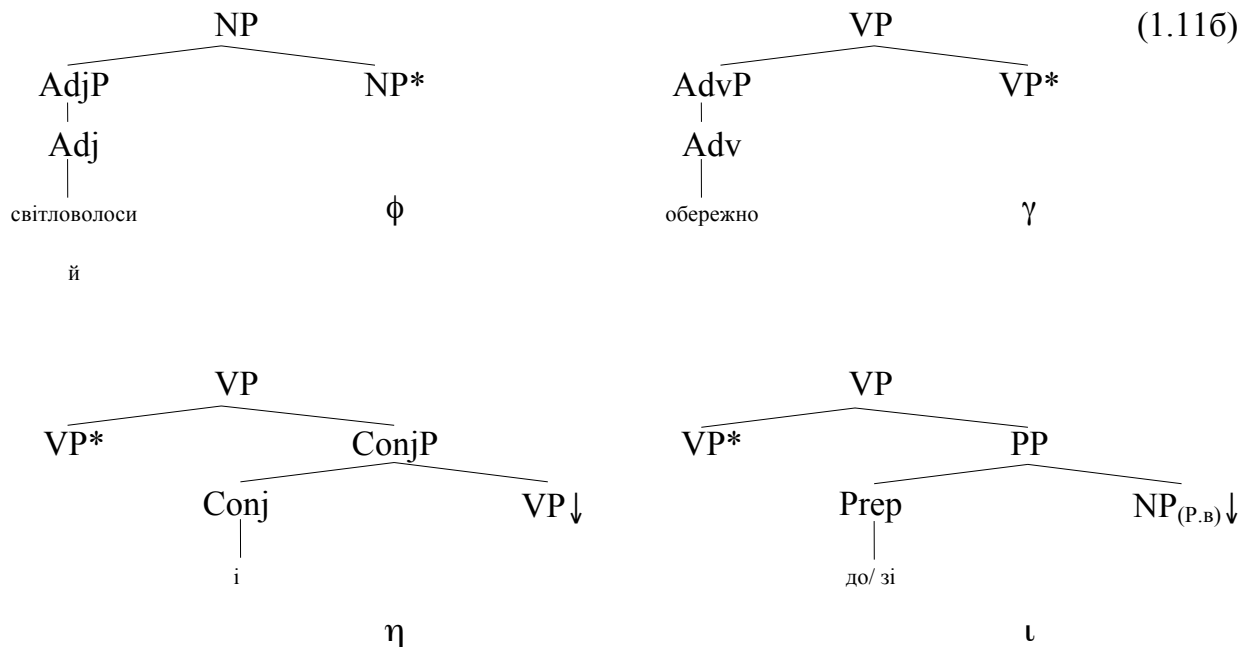 NP VP (1.11б)
AdjP NP* AdvP VP*
Adj Adv
світловолоси ϕ обережно γ
й
VP VP
VP* ConjP VP* PP
Conj VP↓ Prep NP(Р.в)↓
і до/ зі
η ι